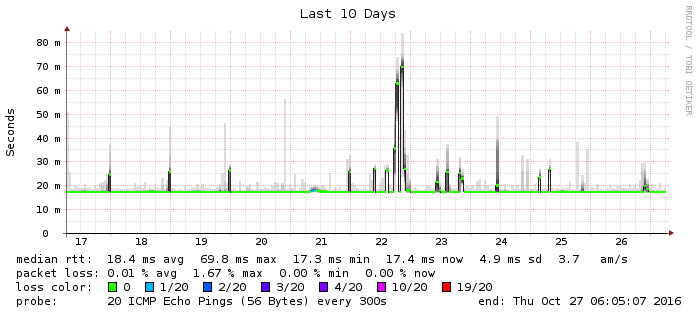 Last 10 Days
RRDTOOL / TOBI OETIKER
Seconds
80 m
70 m
60 m
50 m
40 m
30 m
20 m
10 m
0
17 18 19 20 21 22 23 24 25 26
median rtt: 18.4 ms avg 69.8 ms max 17.3 ms min 17.4 ms now 4.9 ms sd 3.7 am/s
packet loss: 0.01 % avg 1.67 % max 0.00 % min 0.00 % now
loss color: 0 1/20 2/20 3/20 4/20 10/20 19/20
probe: 20 ICMP Echo Pings (56 Bytes) every 300s end: Thu Oct 27 06:05:07 2016